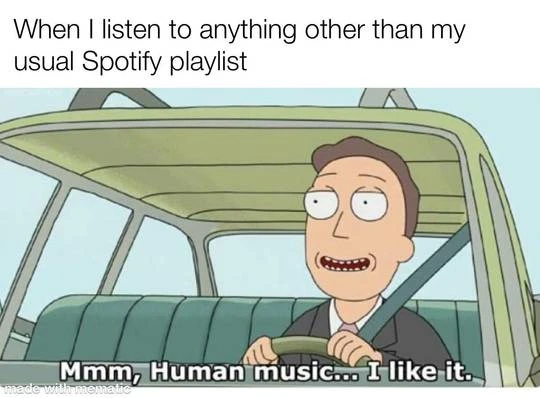 When I listen to anything other than my
usual Spotify playlist
Mmm, Human music... I like it.
made with mematic